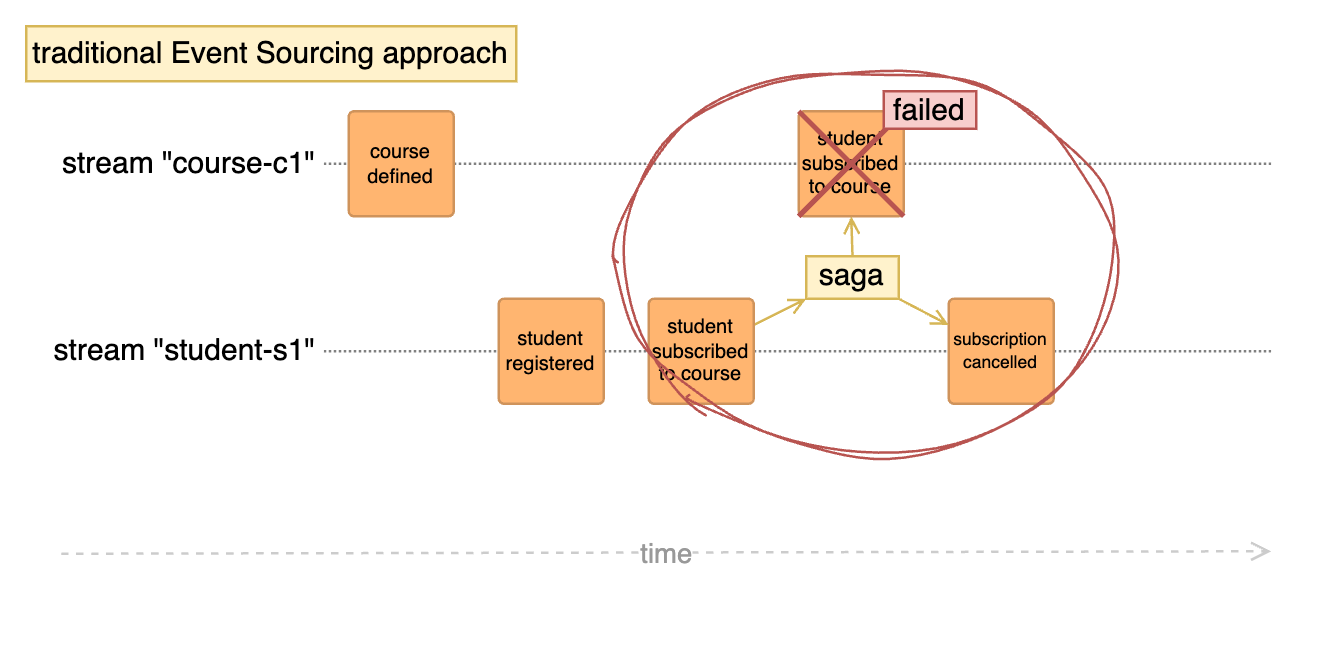 traditional Event Sourcing approach
failed
stream "course-c1"
course
defined
student
subscribed
to course
saga
stream "student-s1"
student
registered
student
subscribed
to course
subscription
cancelled
time